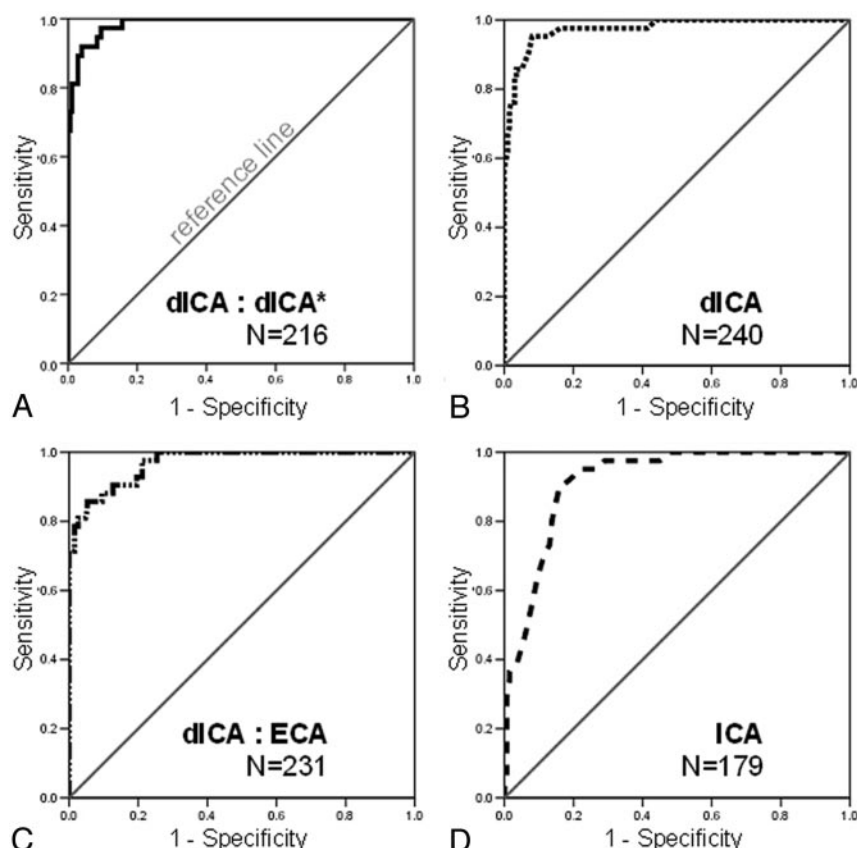 1.0
0.8
0.6
0.4
0.2
0.0
Sensitivity
reference line
dICA : dICA*
N=216
0.0 0.2 0.4 0.6 0.8 1.0
1 - Specificity
A
1.0
0.8
0.6
0.4
0.2
0.0
Sensitivity
dICA
N=240
0.0 0.2 0.4 0.6 0.8 1.0
1 - Specificity
B
1.0
0.8
0.6
0.4
0.2
0.0
Sensitivity
dICA : ECA
N=231
0.0 0.2 0.4 0.6 0.8 1.0
1 - Specificity
C
1.0
0.8
0.6
0.4
0.2
0.0
Sensitivity
ICA
N=179
0.0 0.2 0.4 0.6 0.8 1.0
1 - Specificity
D